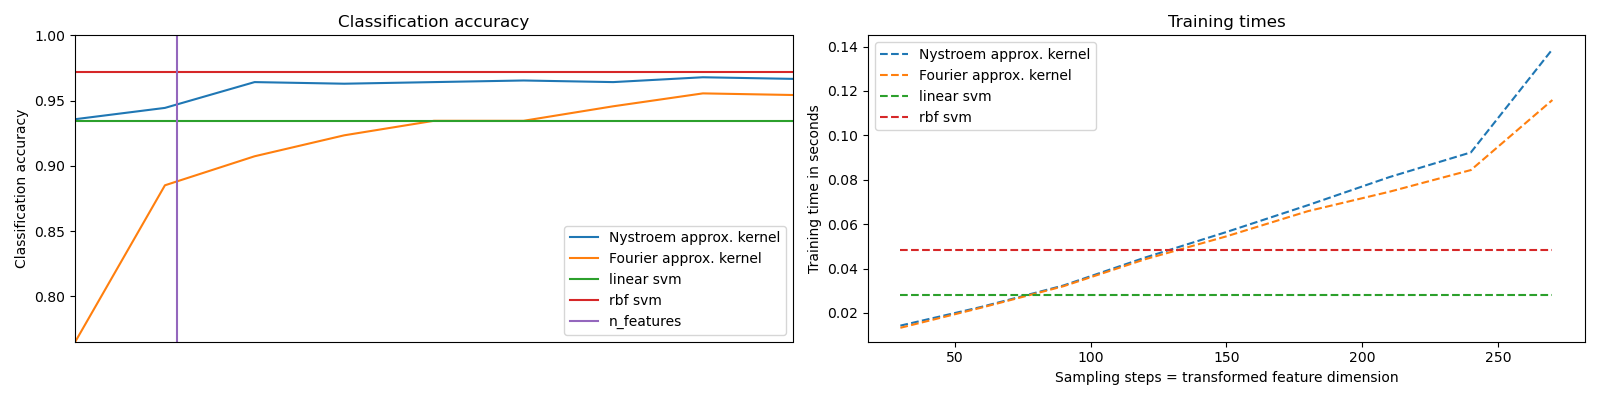 Classification accuracy
1.00
0.95
0.90
0.85
0.80
Classification accuracy
Nystroem approx. kernel
Fourier approx. kernel
linear svm
rbf svm
n_features
Training times
0.14
0.12
0.10
0.08
0.06
0.04
0.02
Training time in seconds
Nystroem approx. kernel
Fourier approx. kernel
linear svm
rbf svm
50
100
150
200
250
Sampling steps = transformed feature dimension